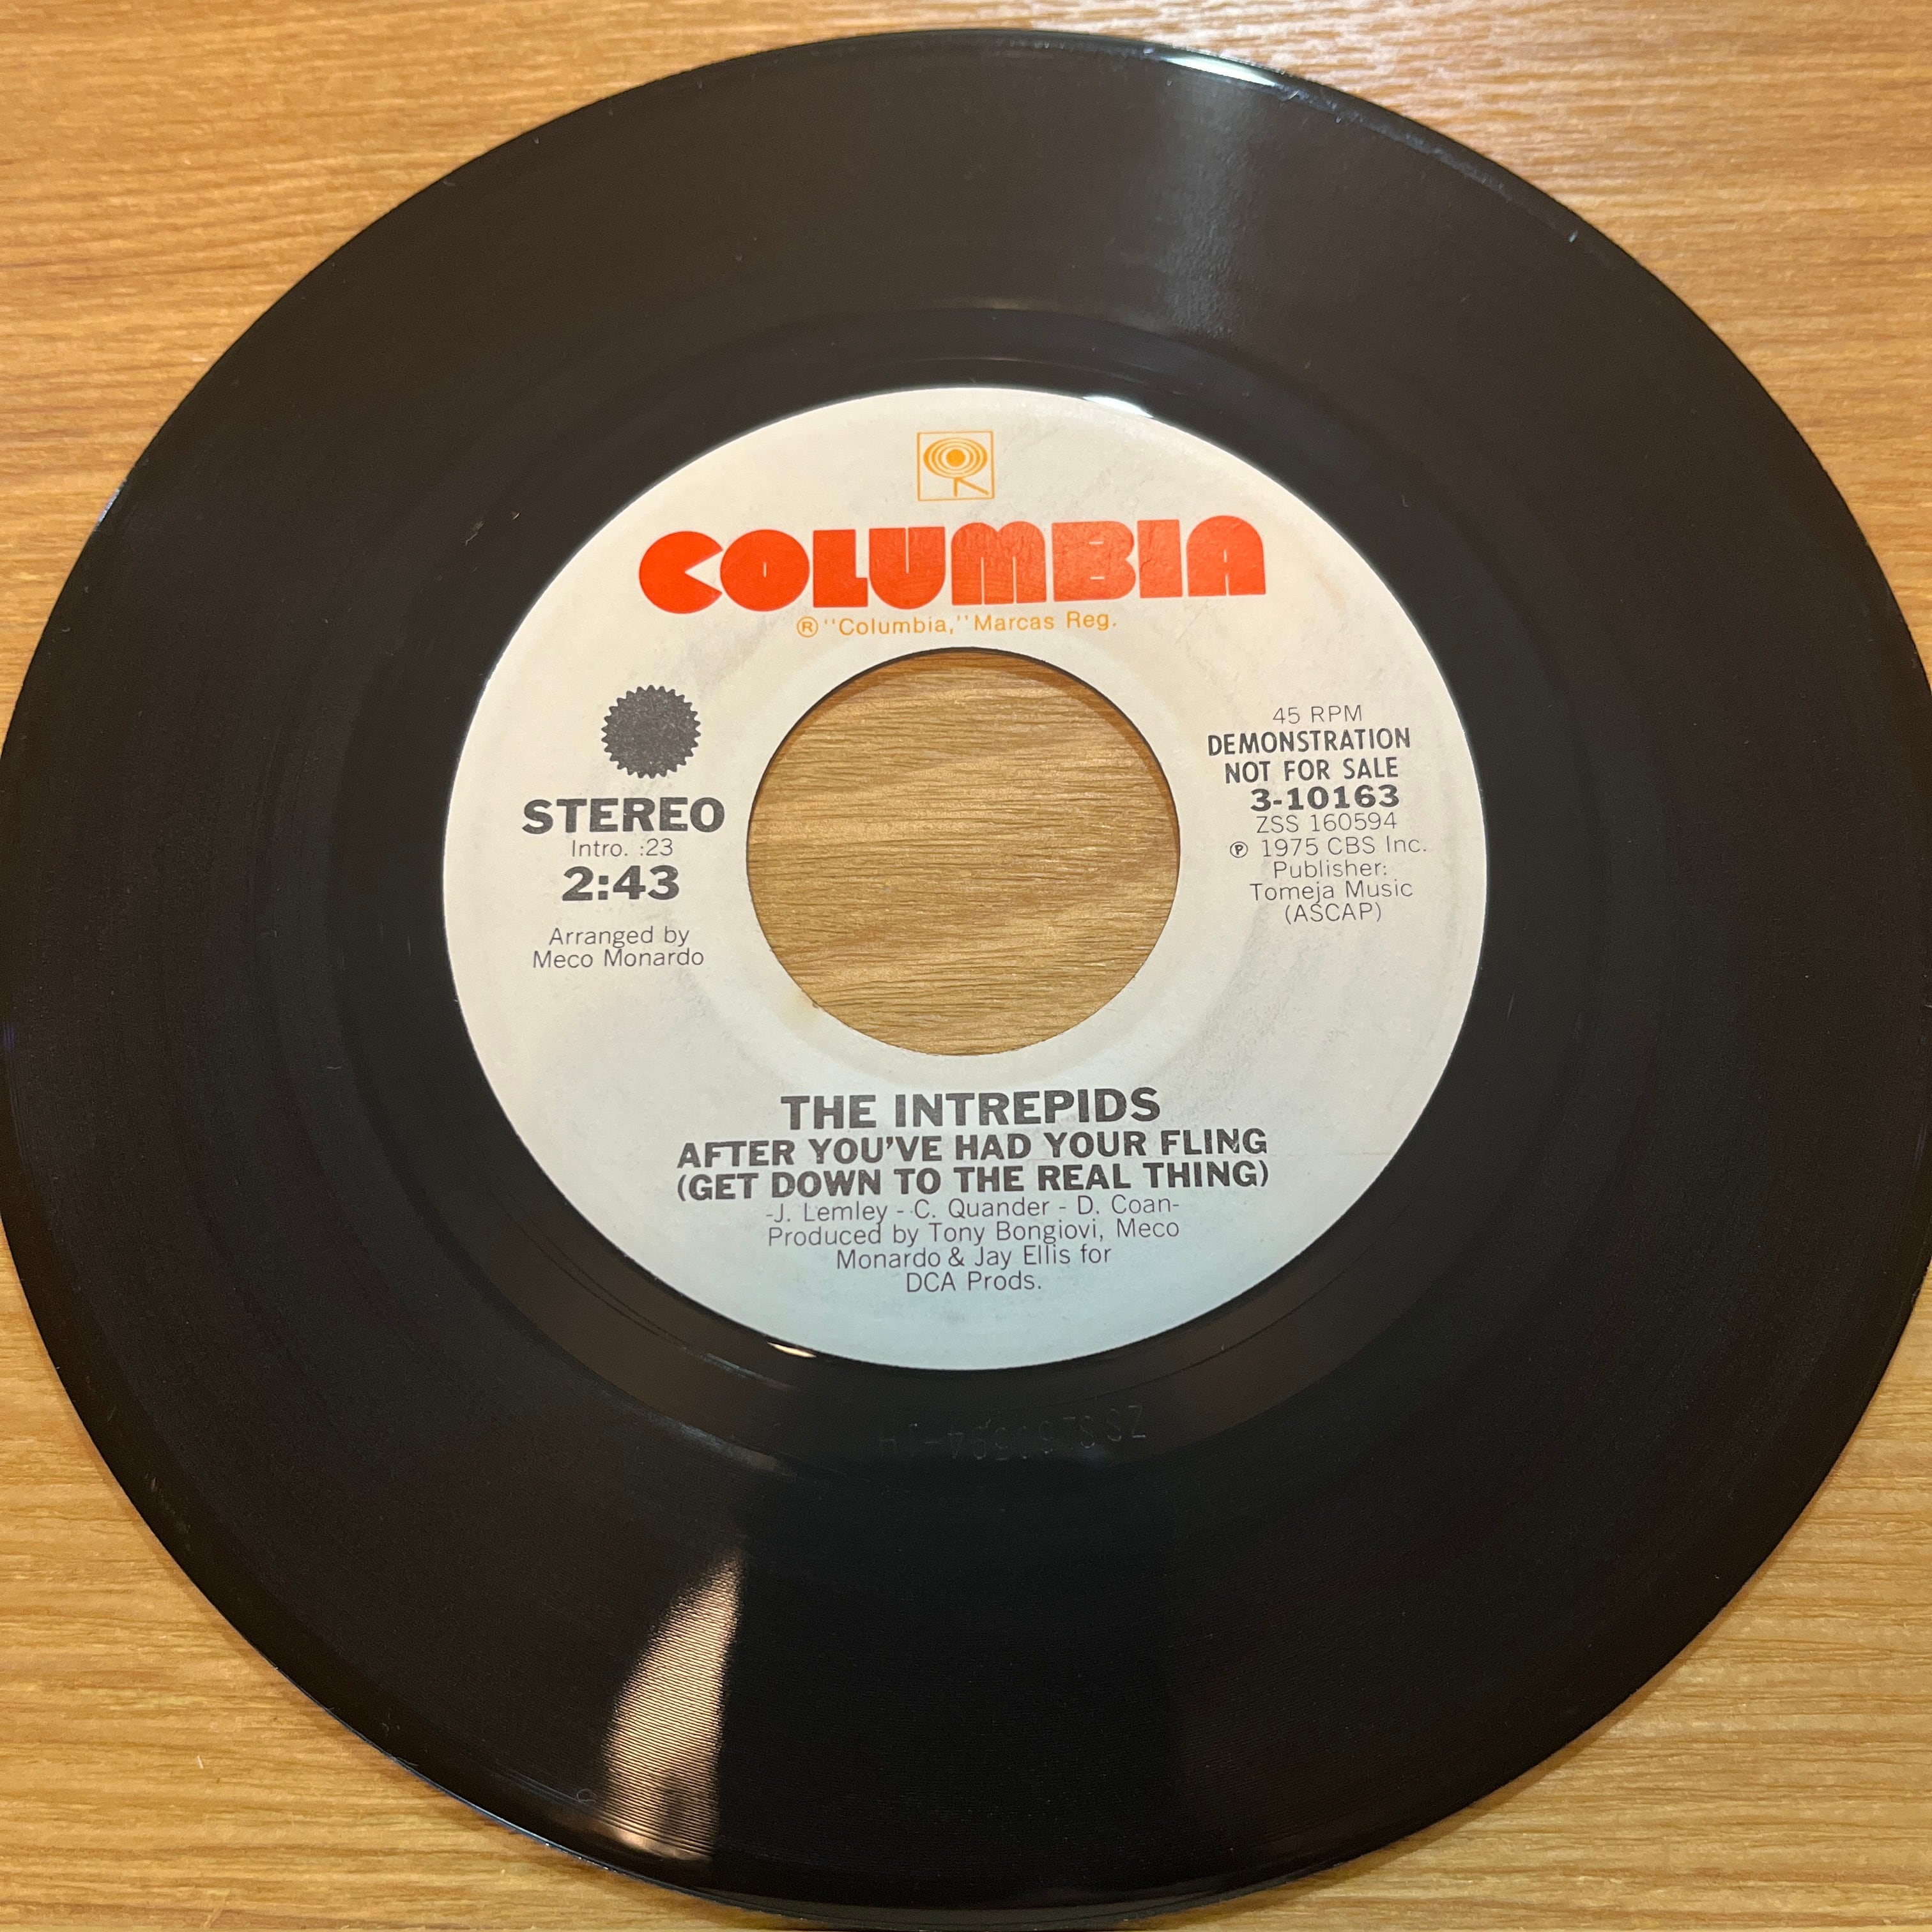 COLUMBIA
® "Columbia," Marcas Reg.
STEREO
Intro. :23
2:43
Arranged by
Meco Monardo
45 RPM
DEMONSTRATION
NOT FOR SALE
3-10163
ZSS 160594
℗ 1975 CBS Inc.
Publisher:
Tomeja Music
(ASCAP)
THE INTREPIDS
AFTER YOU'VE HAD YOUR FLING
(GET DOWN TO THE REAL THING)
-J. Lemley - C. Quander - D. Coan-
Produced by Tony Bongiovi, Meco
Monardo & Jay Ellis for
DCA Prods.